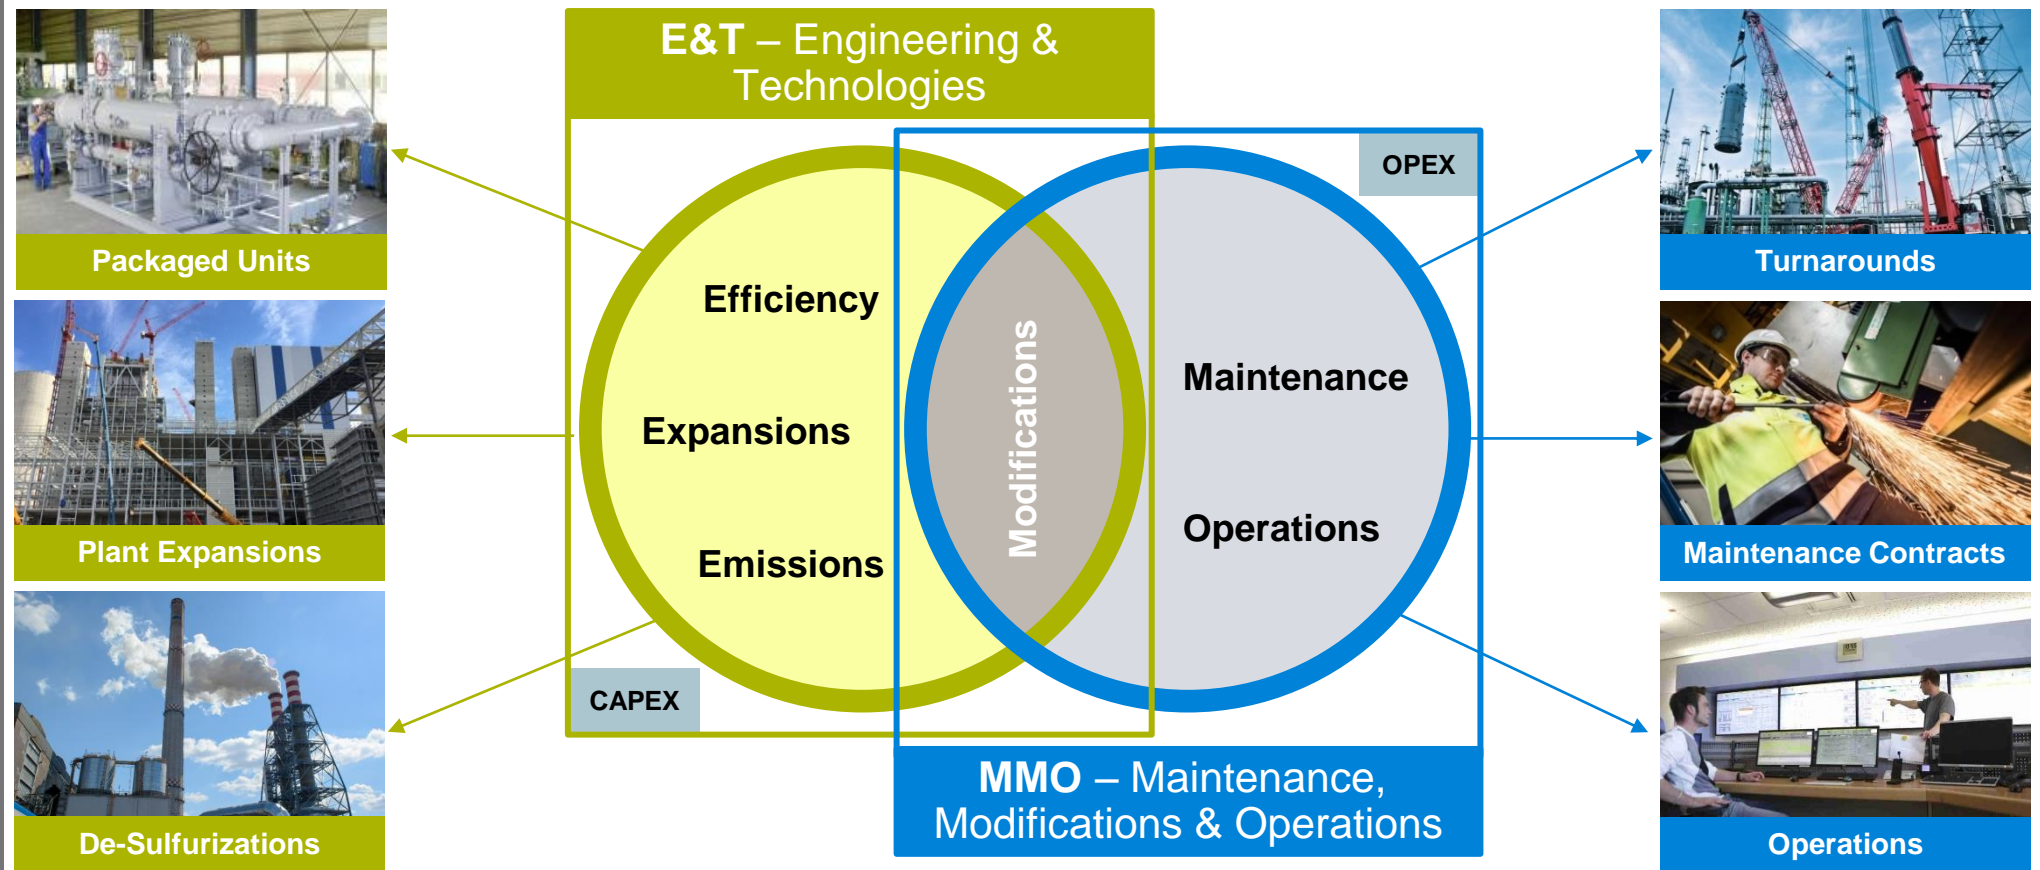 E&T – Engineering &
Technologies
OPEX
Packaged Units
Turnarounds
Efficiency
Modifications
Maintenance
Expansions
Operations
Plant Expansions
Maintenance Contracts
Emissions
CAPEX
MMO – Maintenance,
Modifications & Operations
De-Sulfurizations
Operations